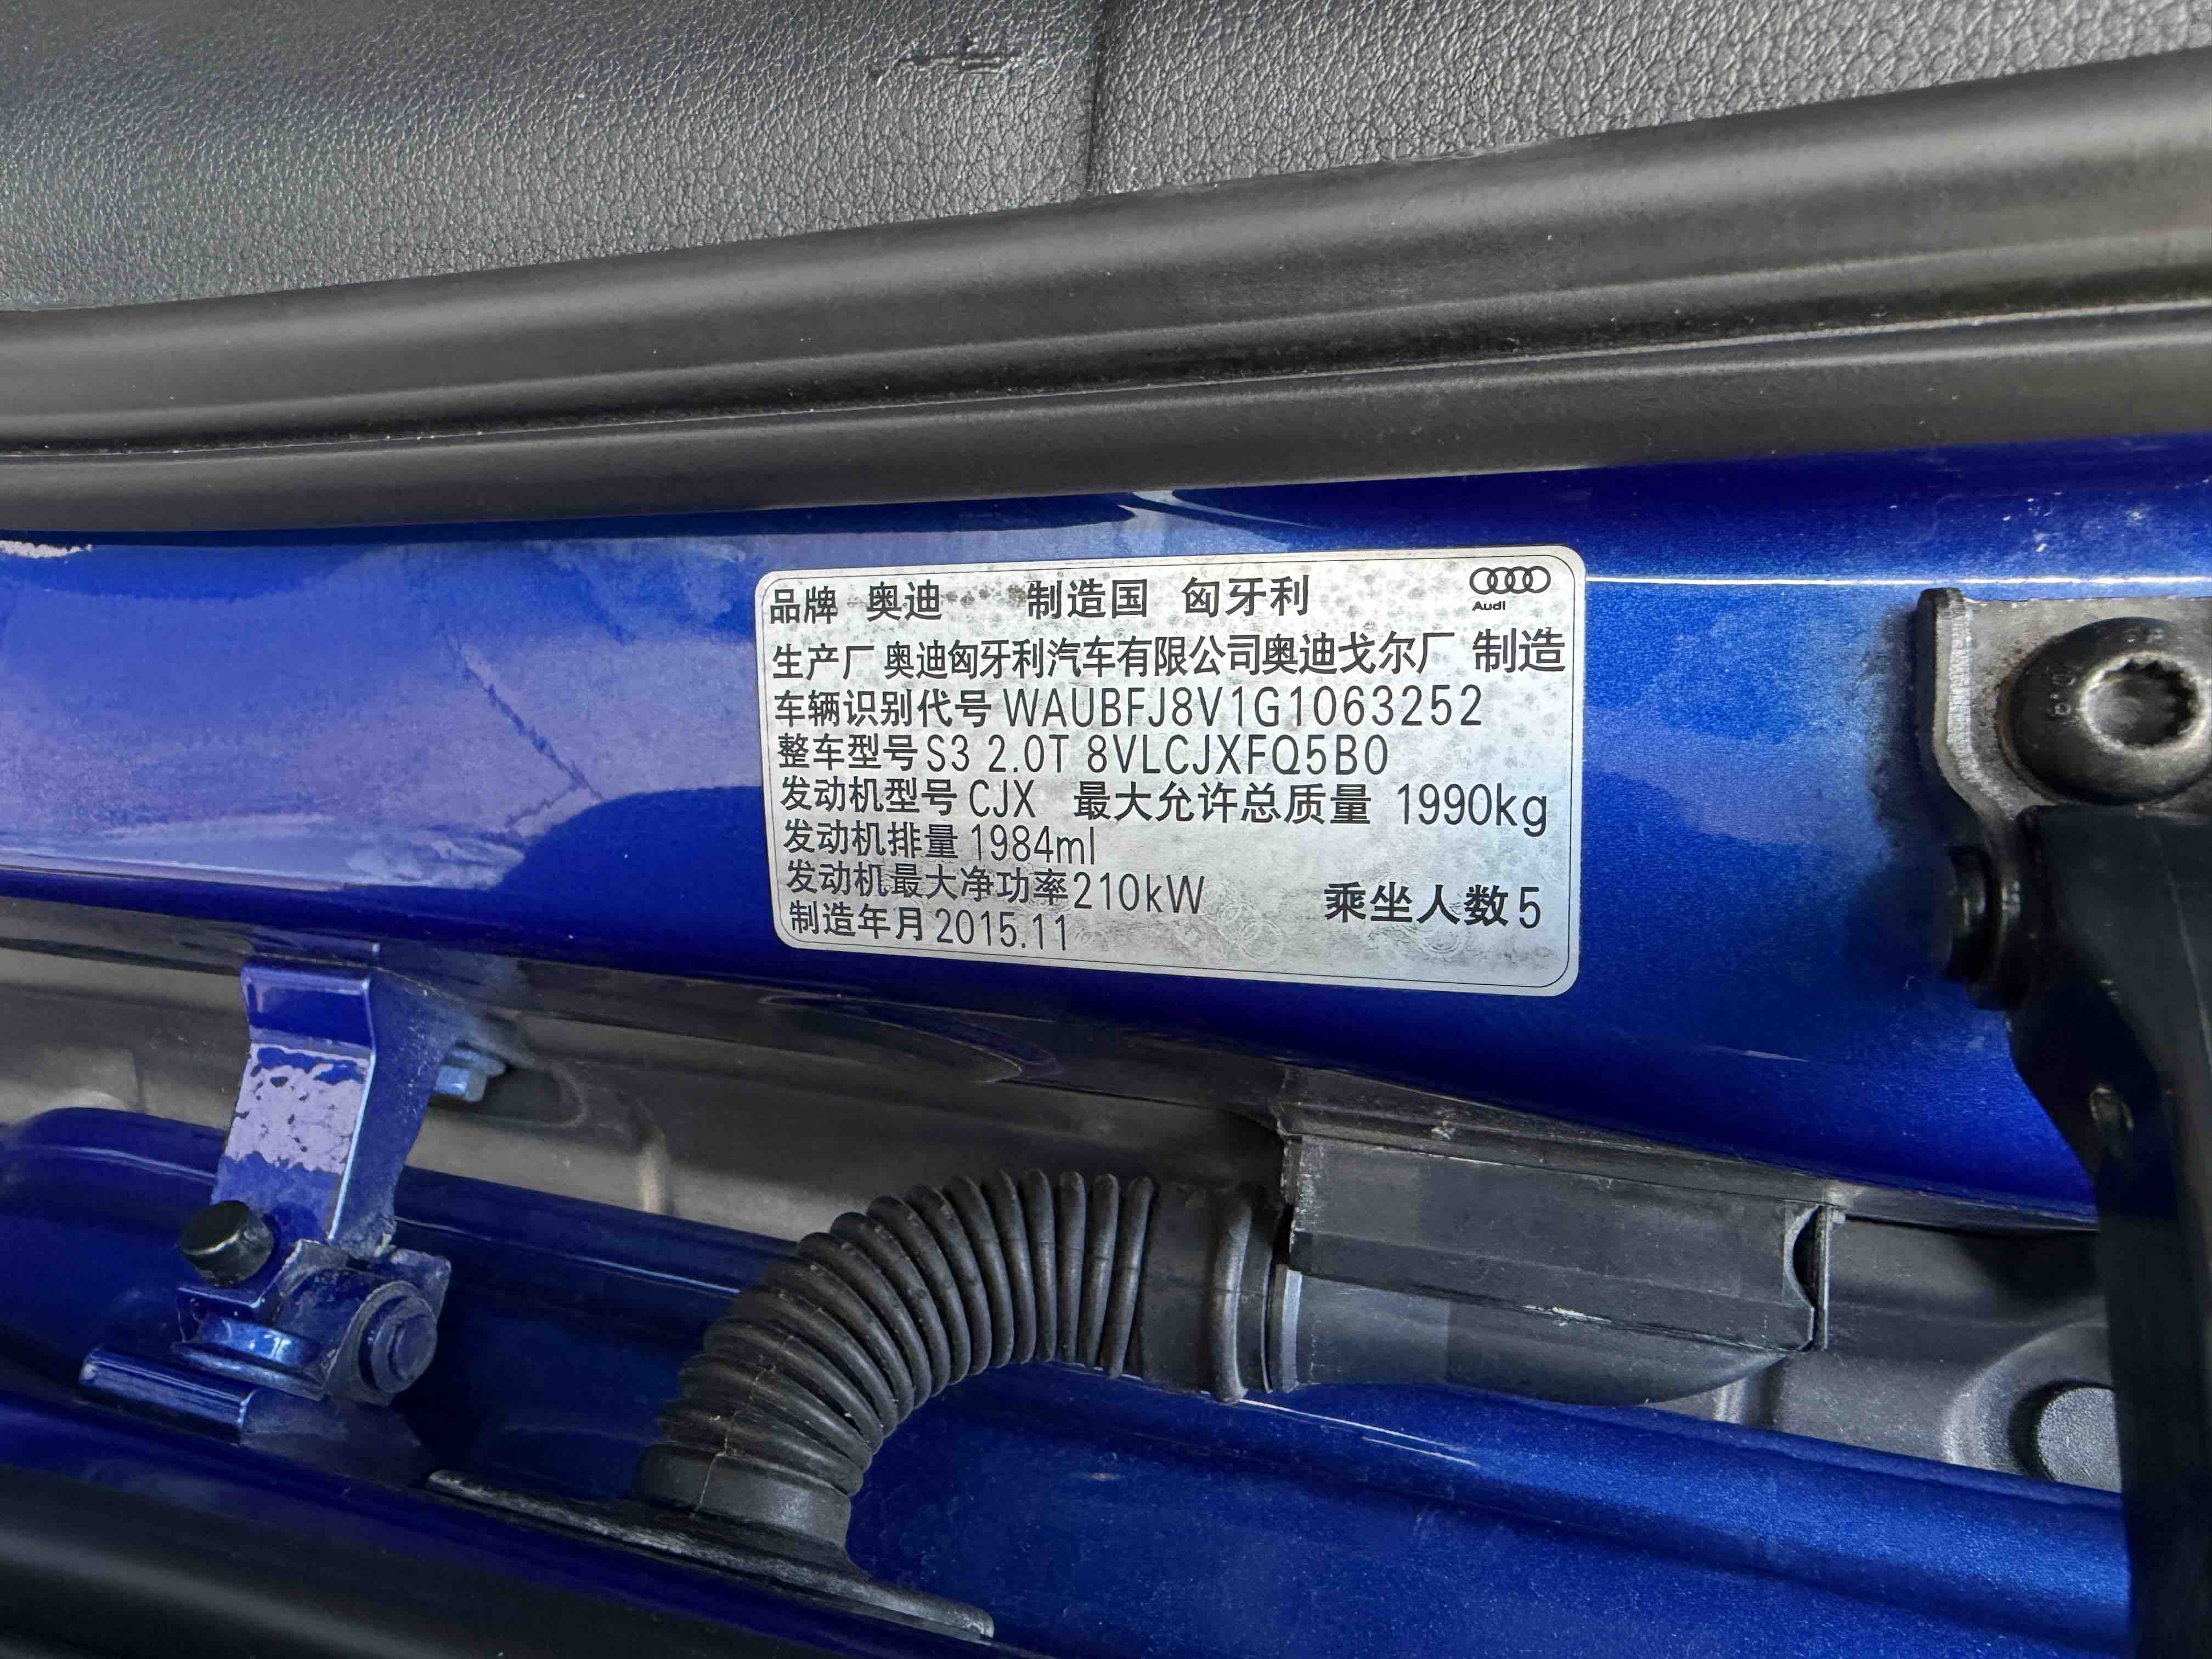 品牌 奥迪 制造国 匈牙利
Audi
生产厂 奥迪匈牙利汽车有限公司奥迪戈尔厂 制造
车辆识别代号 WAUBFJ8V1G1063252
整车型号 S3 2.0T 8VLCJXFQ5B0
发动机型号 CJX 最大允许总质量 1990kg
发动机排量 1984ml
发动机最大净功率 210kW 乘坐人数 5
制造年月 2015.11